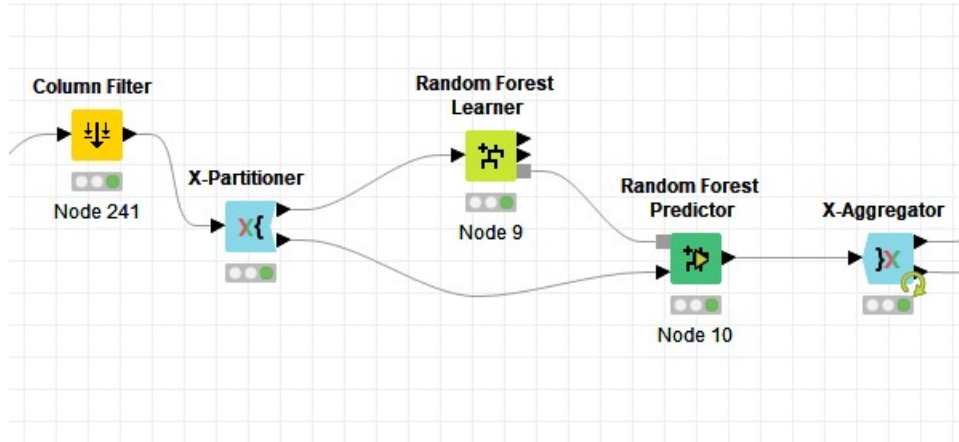 Column Filter
Node 241
X-Partitioner
X{
Random Forest
Learner
Node 9
Random Forest
Predictor
Node 10
X-Aggregator
}X